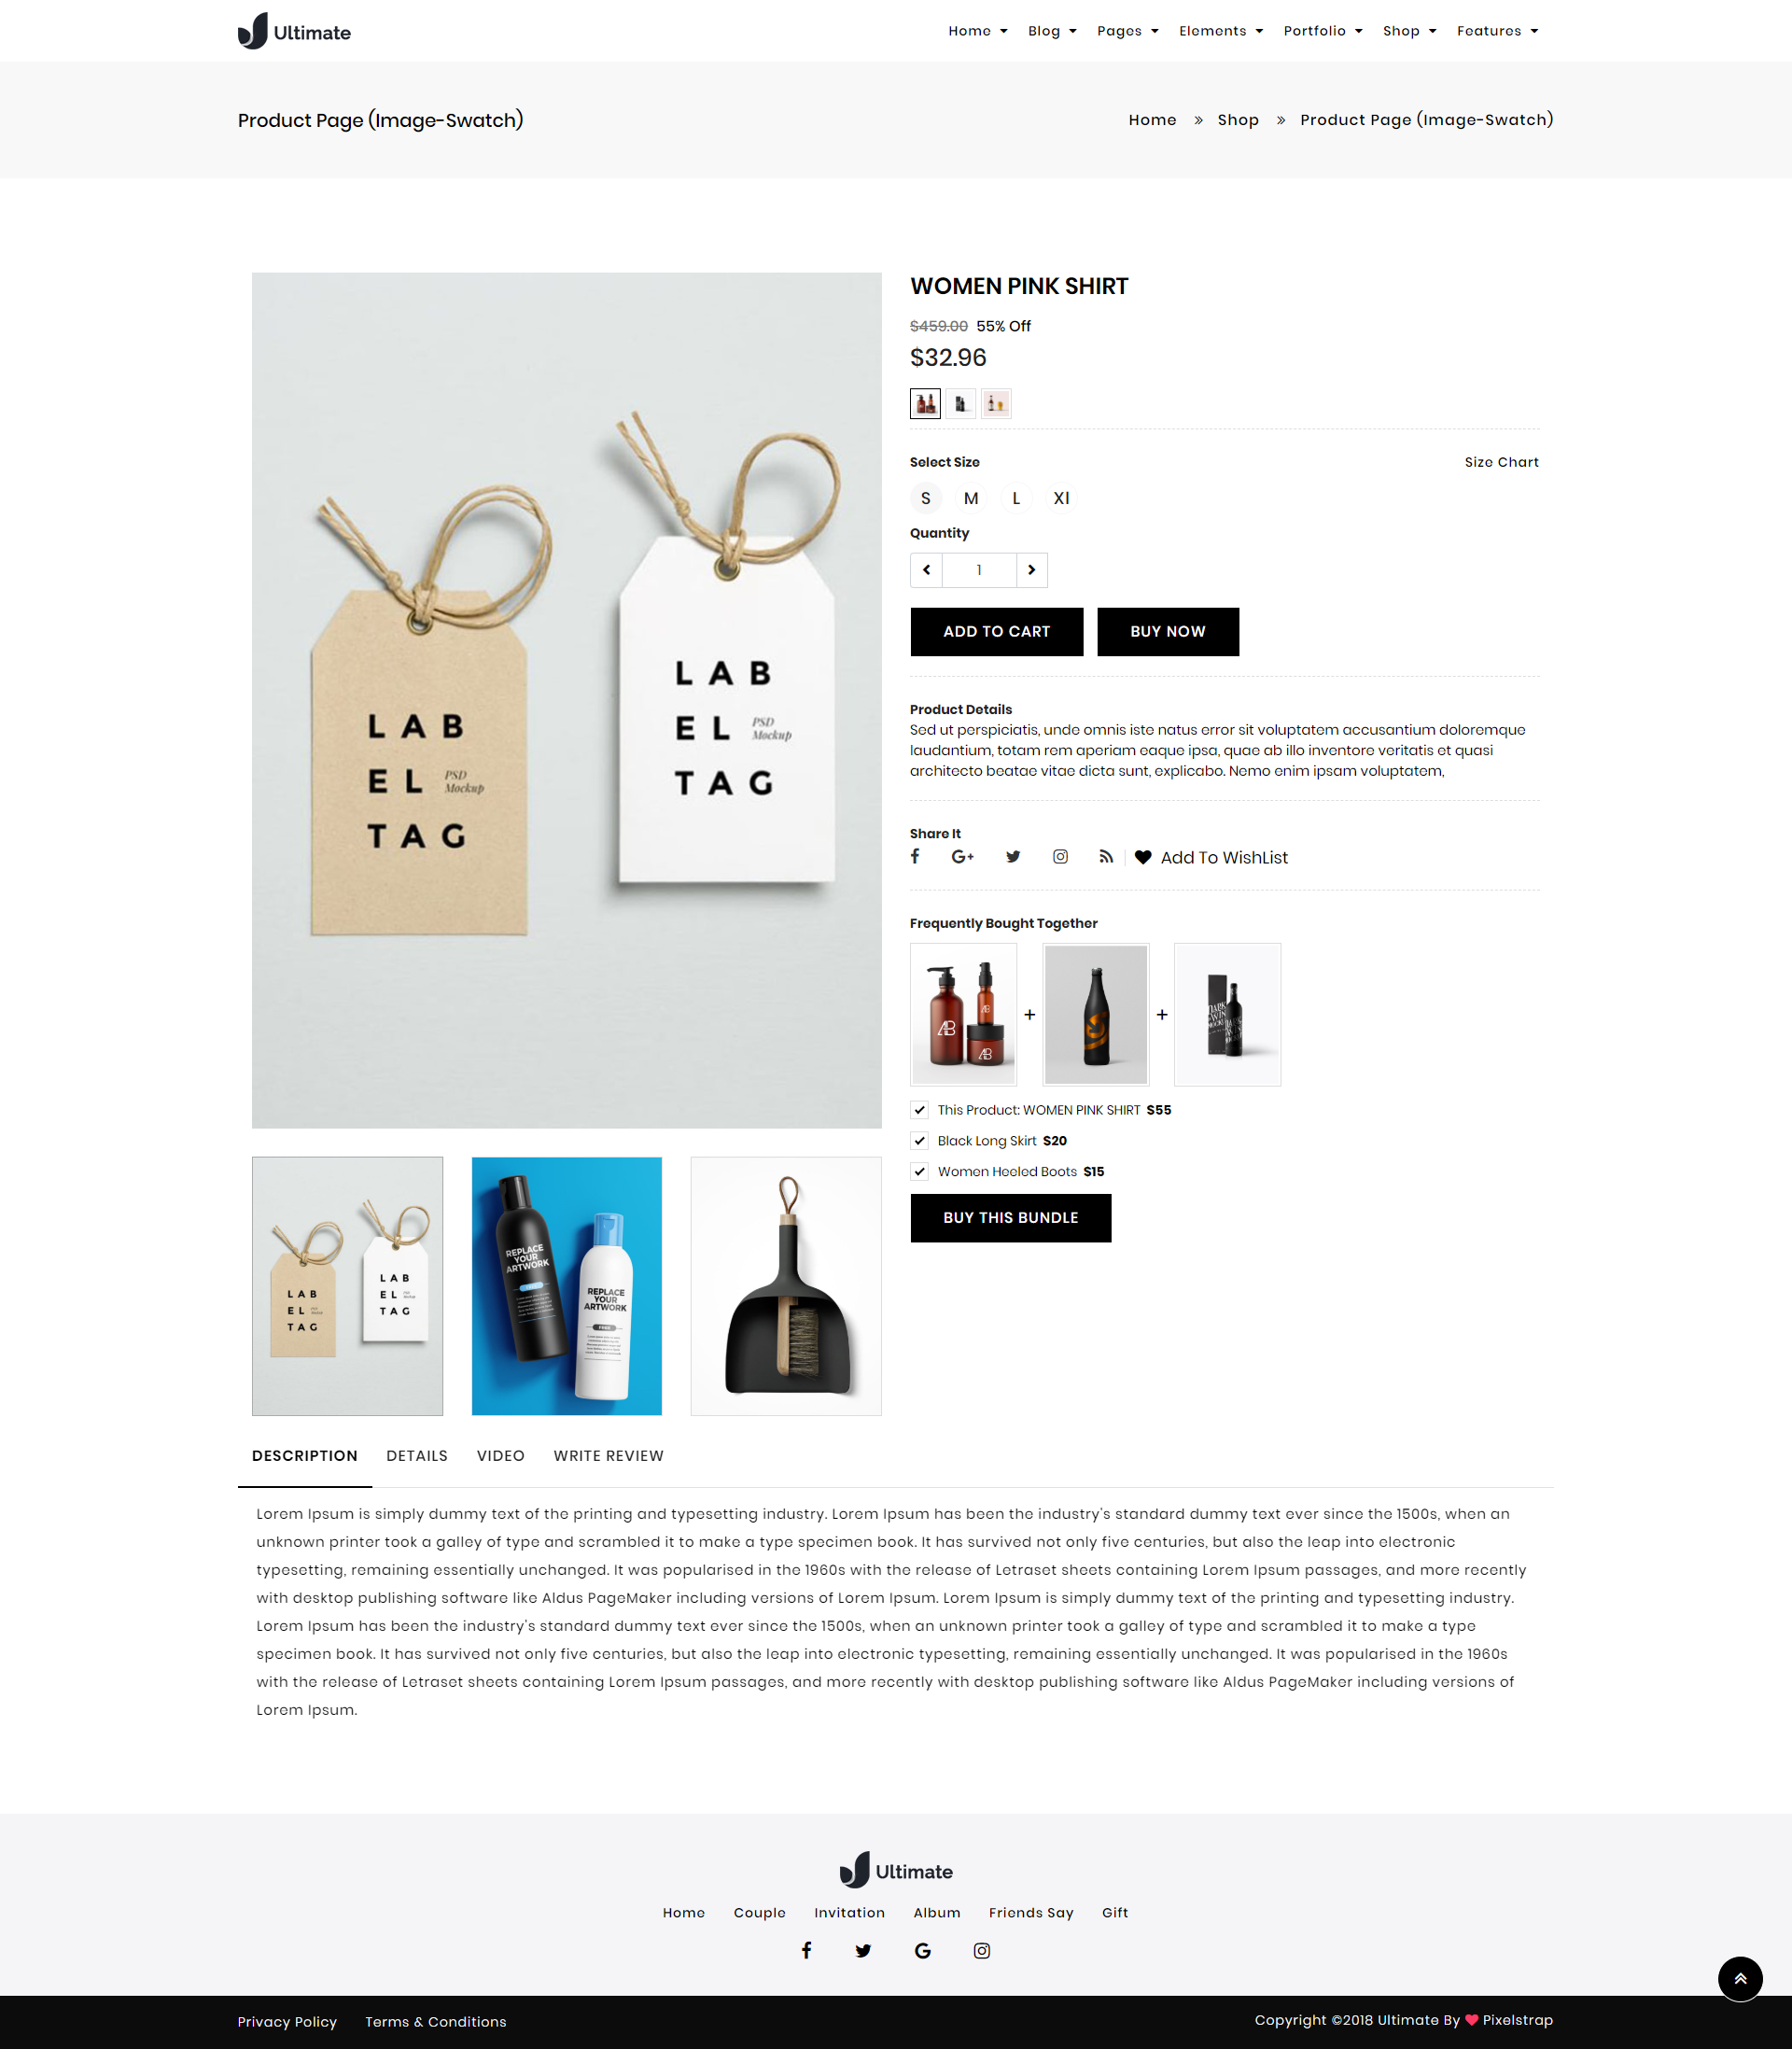 Ultimate
Home Blog Pages Elements Portfolio Shop Features
Product Page (Image-Swatch)
Home » Shop » Product Page (Image-Swatch)
WOMEN PINK SHIRT
$459.00 55% Off
$32.96
Select Size
Size Chart
S M L Xl
Quantity
1
ADD TO CART
BUY NOW
Product Details
Sed ut perspiciatis, unde omnis iste natus error sit voluptatem accusantium doloremque
laudantium, totam rem aperiam eaque ipsa, quae ab illo inventore veritatis et quasi
architecto beatae vitae dicta sunt, explicabo. Nemo enim ipsam voluptatem,
Share It
Add To WishList
Frequently Bought Together
AB
AB
AB
+
+
This Product: WOMEN PINK SHIRT $55
Black Long Skirt $20
Women Heeled Boots $15
BUY THIS BUNDLE
LAB
EL PSD Mockup
TAG
LAB
EL PSD Mockup
TAG
LAB
EL PSD Mockup
TAG
LAB
EL
TAG
REPLACE
YOUR
ARTWORK
REPLACE
YOUR
ARTWORK
FREE
DESCRIPTION DETAILS VIDEO WRITE REVIEW
Lorem Ipsum is simply dummy text of the printing and typesetting industry. Lorem Ipsum has been the industry's standard dummy text ever since the 1500s, when an
unknown printer took a galley of type and scrambled it to make a type specimen book. It has survived not only five centuries, but also the leap into electronic
typesetting, remaining essentially unchanged. It was popularised in the 1960s with the release of Letraset sheets containing Lorem Ipsum passages, and more recently
with desktop publishing software like Aldus PageMaker including versions of Lorem Ipsum. Lorem Ipsum is simply dummy text of the printing and typesetting industry.
Lorem Ipsum has been the industry's standard dummy text ever since the 1500s, when an unknown printer took a galley of type and scrambled it to make a type
specimen book. It has survived not only five centuries, but also the leap into electronic typesetting, remaining essentially unchanged. It was popularised in the 1960s
with the release of Letraset sheets containing Lorem Ipsum passages, and more recently with desktop publishing software like Aldus PageMaker including versions of
Lorem Ipsum.
Ultimate
Home Couple Invitation Album Friends Say Gift
Privacy Policy Terms & Conditions
Copyright ©2018 Ultimate By ❤ Pixelstrap